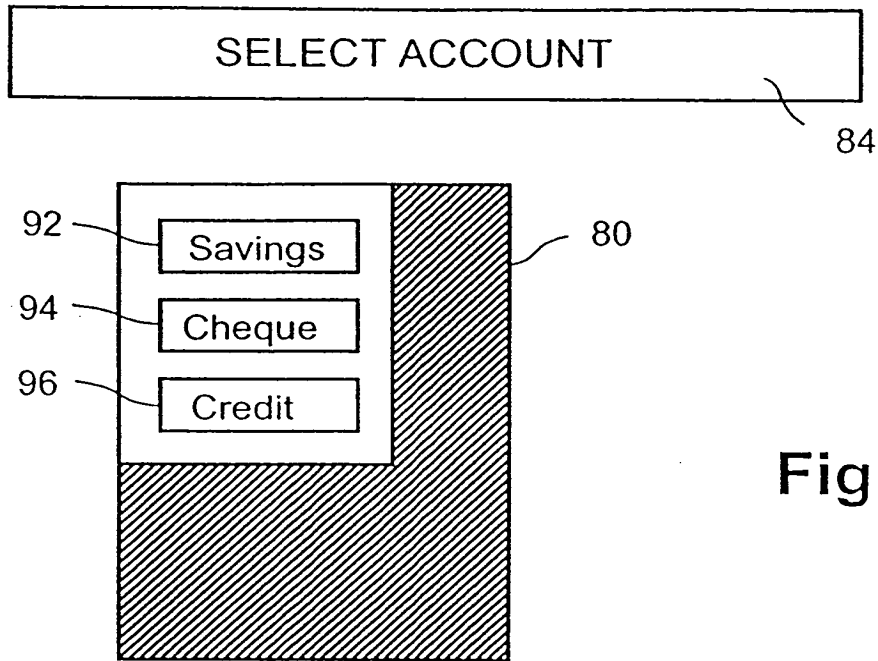 SELECT ACCOUNT
84
92
Savings
80
94
Cheque
96
Credit
Fig